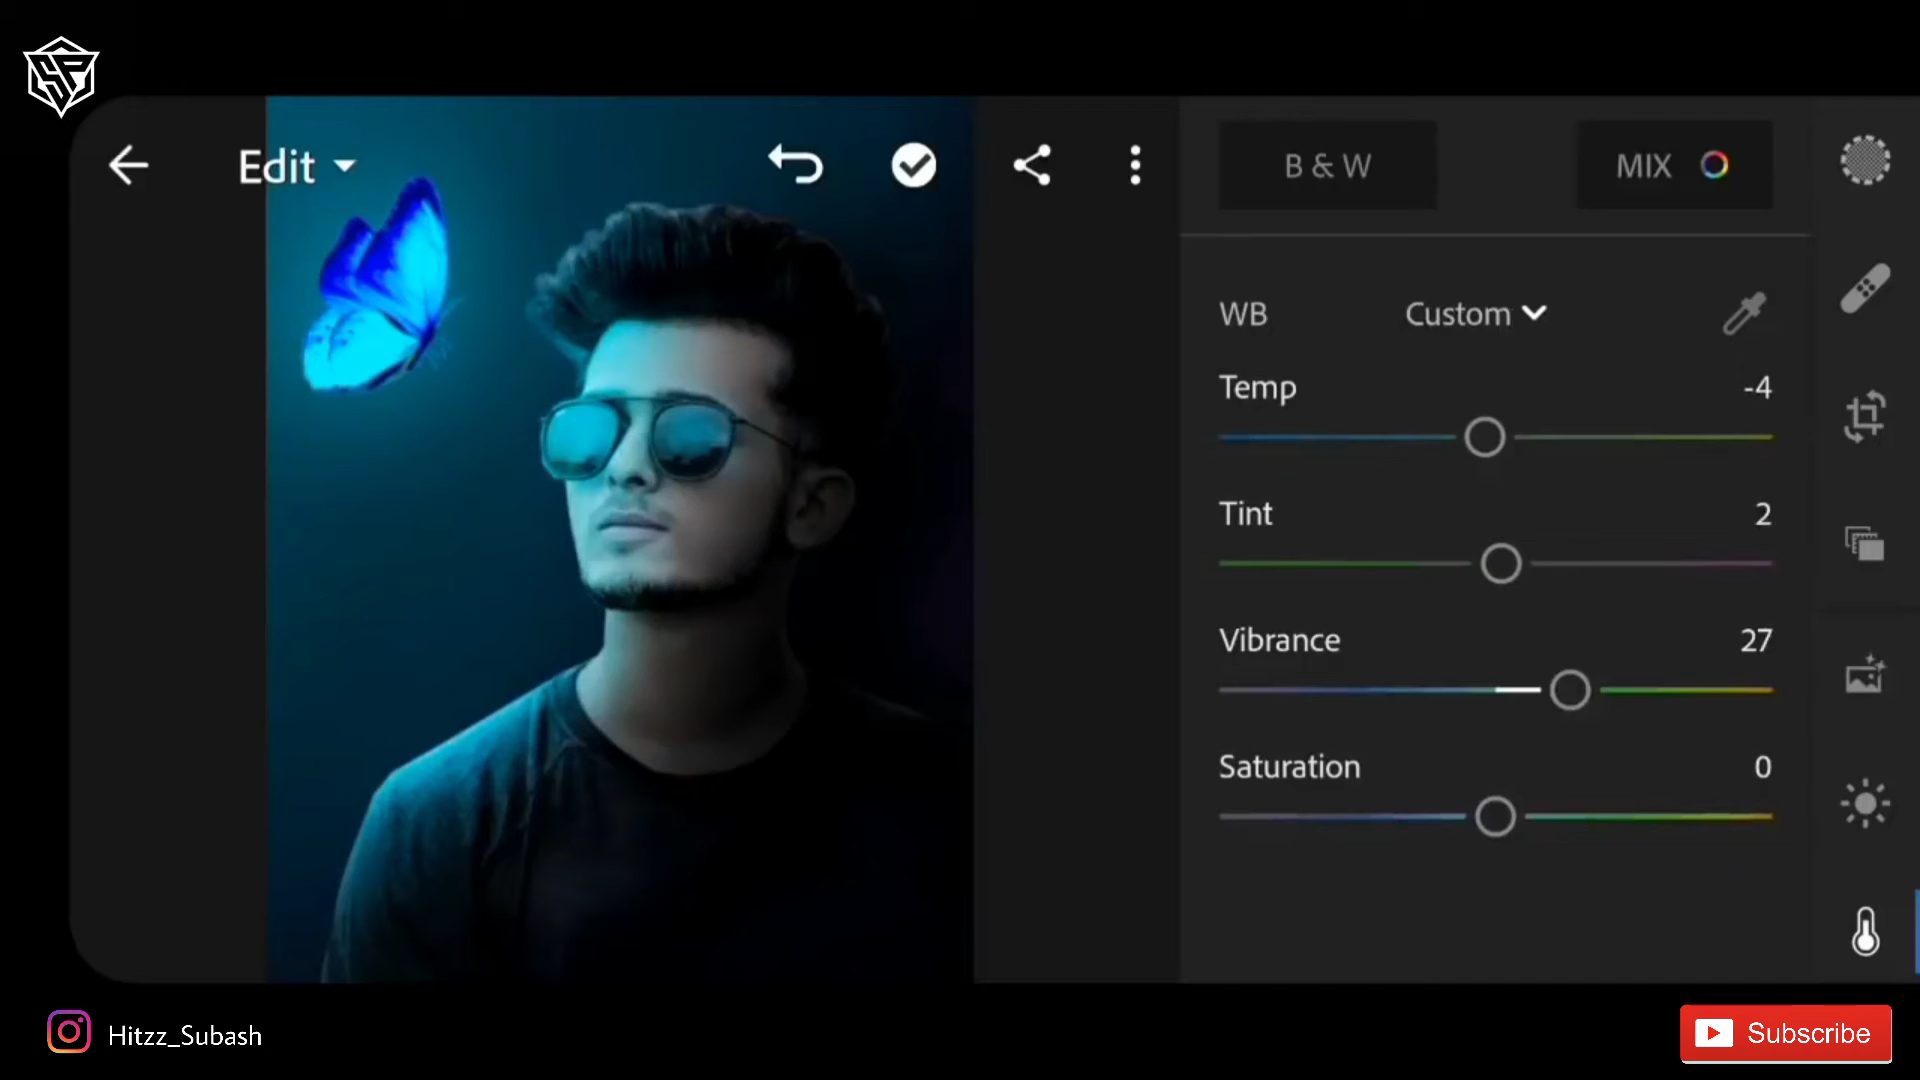 Edit
B & W
MIX
WB
Custom
Temp
-4
Tint
2
Vibrance
27
Saturation
0
Hitzz_Subash
Subscribe